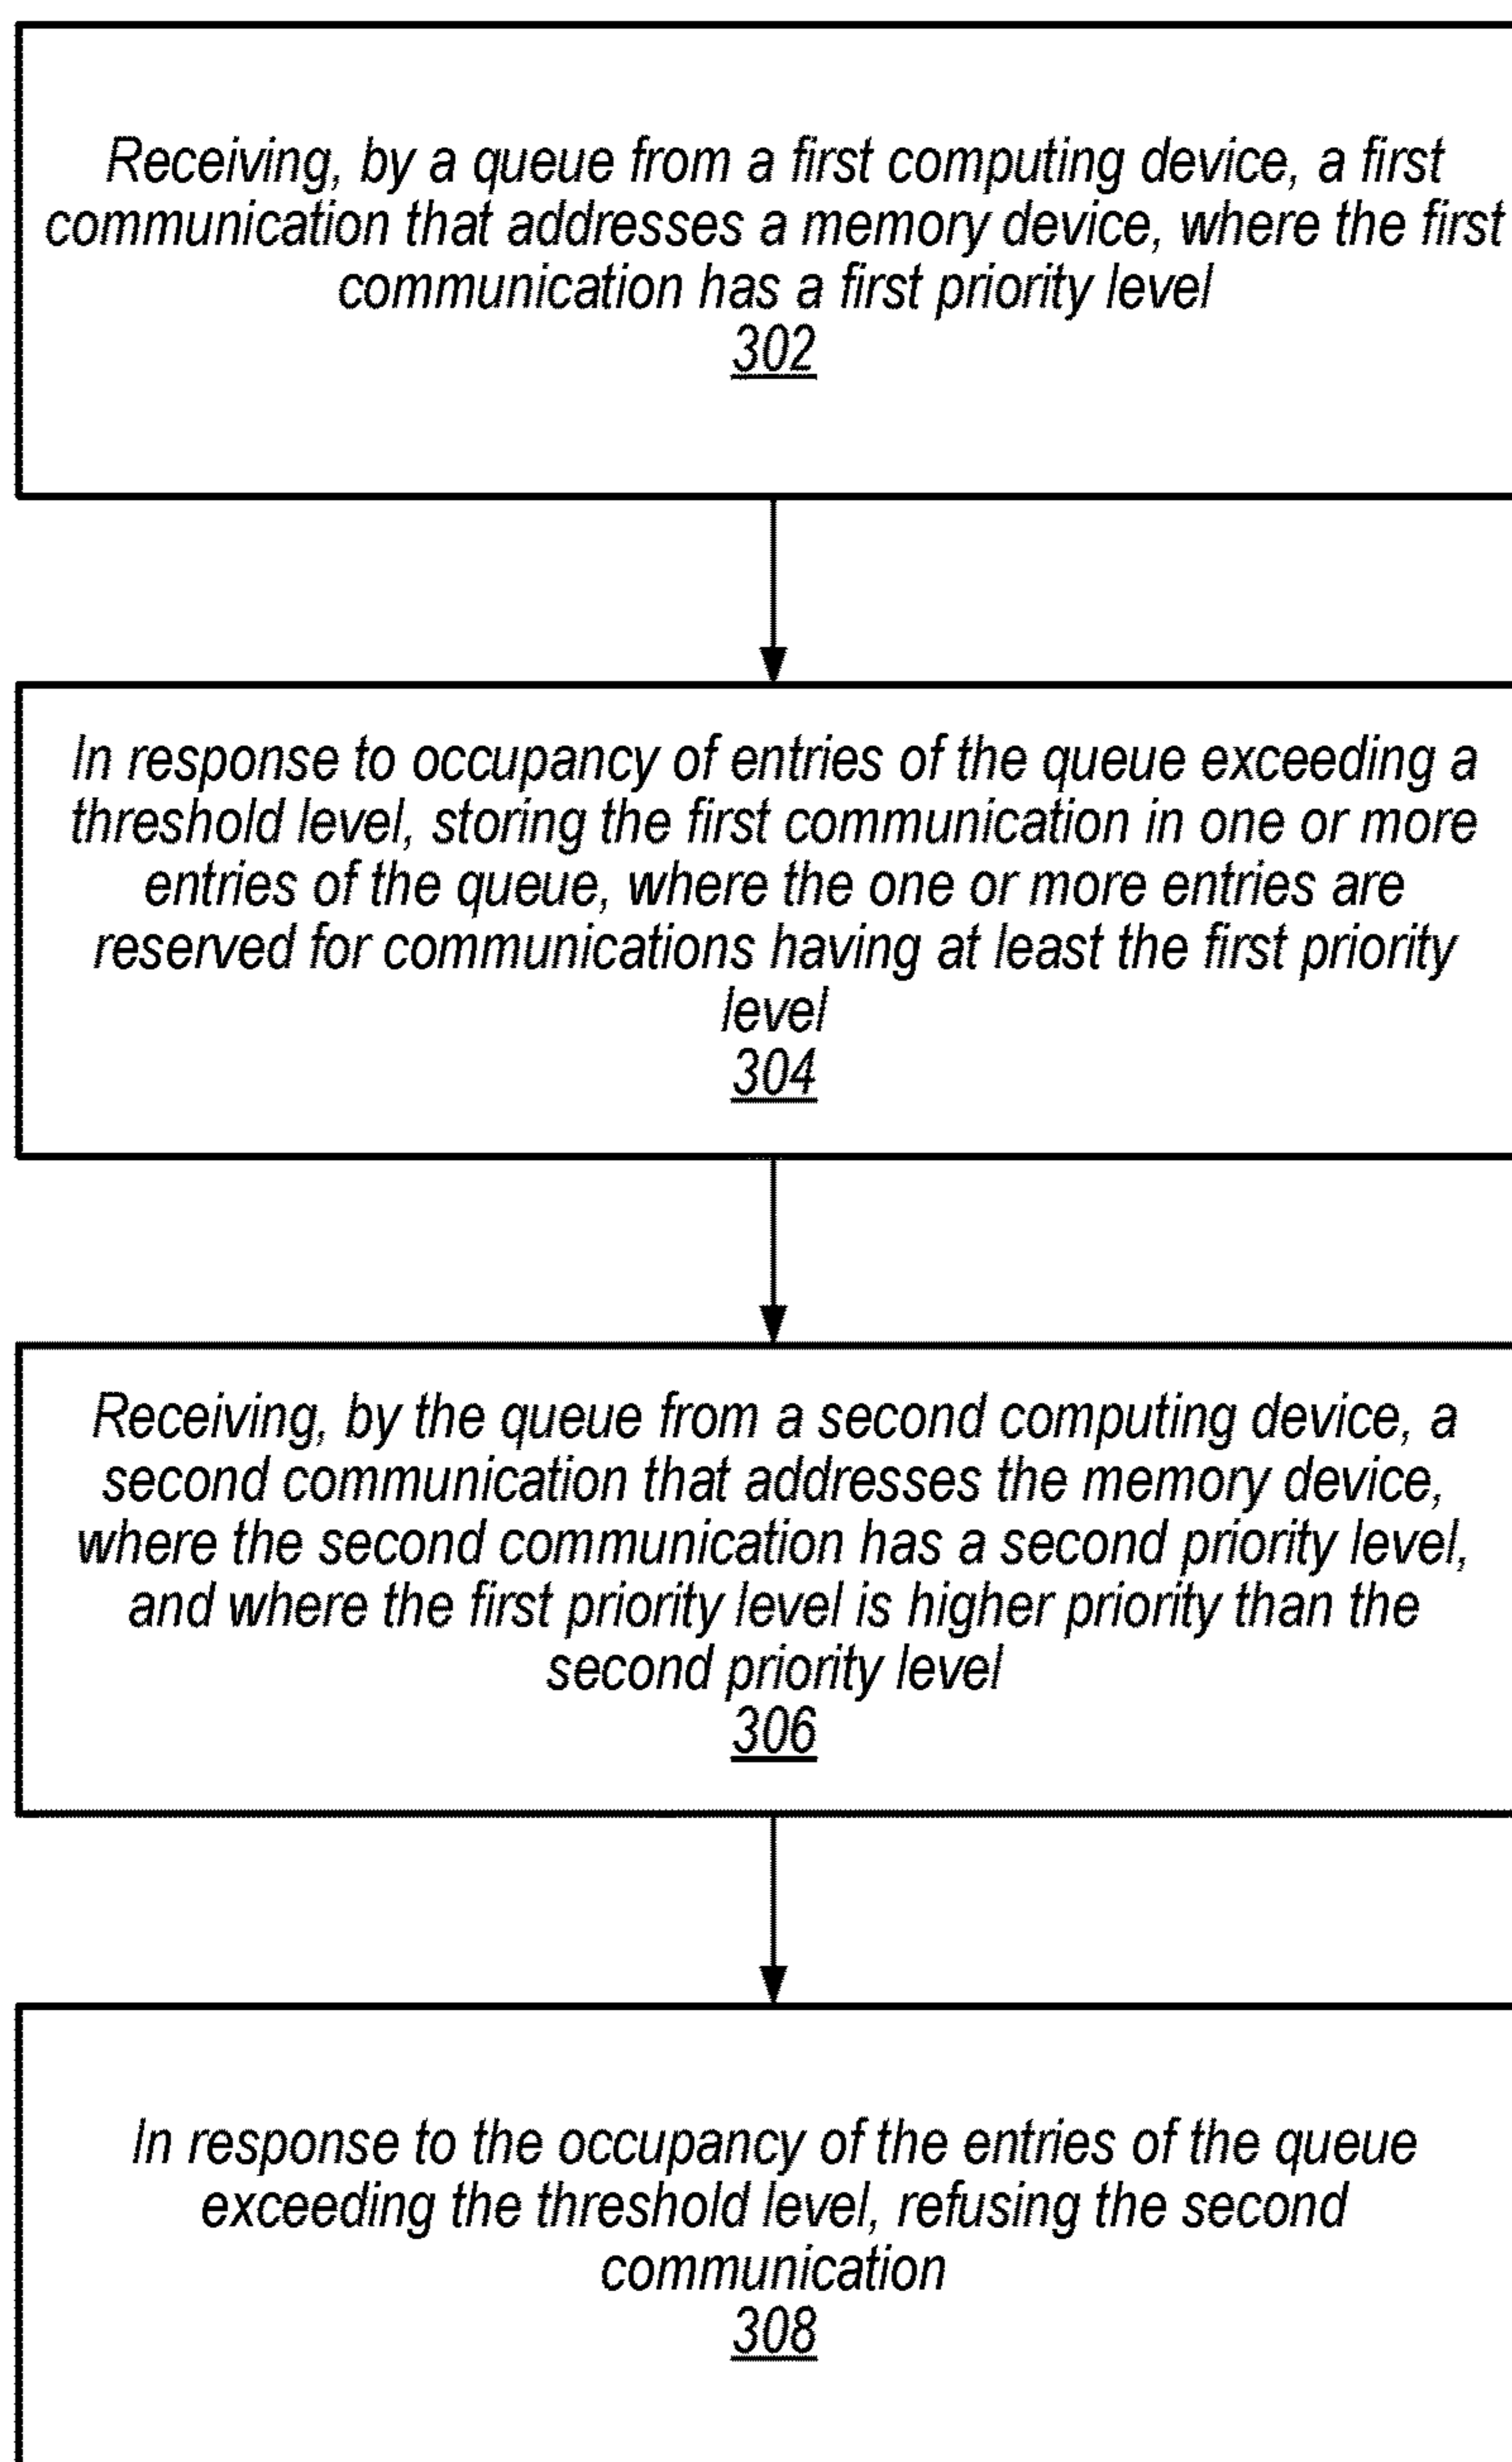 Receiving, by a queue from a first computing device, a first
communication that addresses a memory device, where the first
communication has a first priority level
302
In response to occupancy of entries of the queue exceeding a
threshold level, storing the first communication in one or more
entries of the queue, where the one or more entries are
reserved for communications having at least the first priority
level
304
Receiving, by the queue from a second computing device, a
second communication that addresses the memory device,
where the second communication has a second priority level,
and where the first priority level is higher priority than the
second priority level
306
In response to the occupancy of the entries of the queue
exceeding the threshold level, refusing the second
communication
308